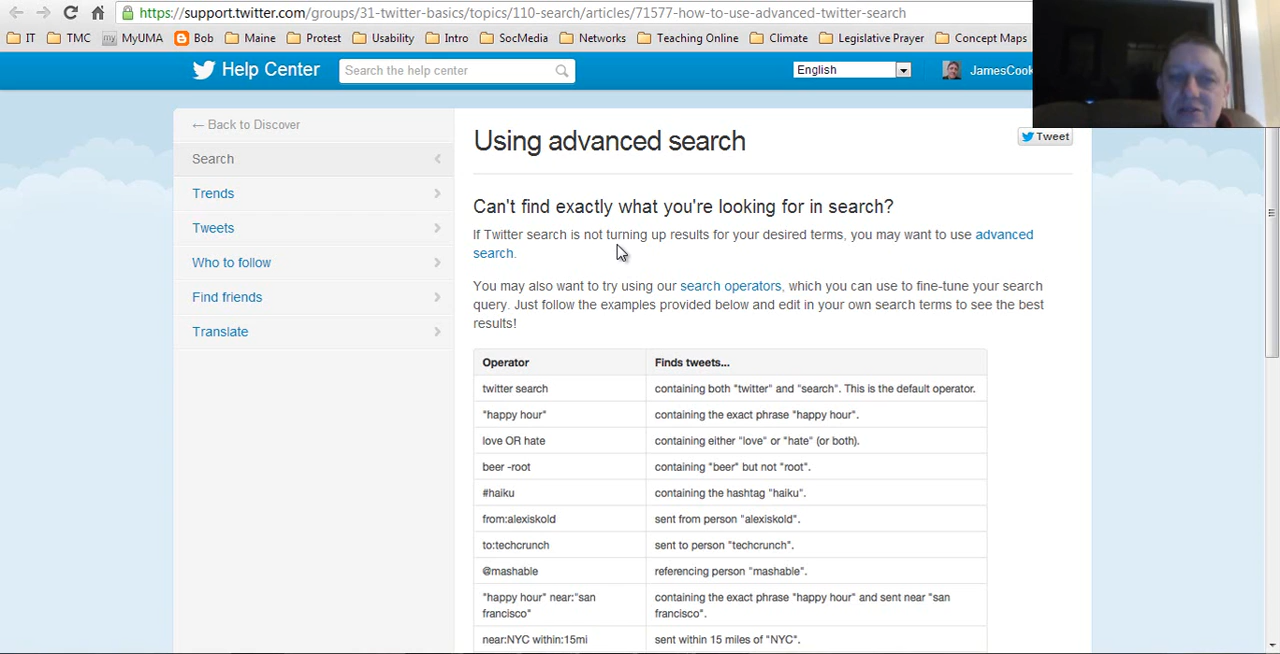 https://support.twitter.com/groups/31-twitter-basics/topics/110-search/articles/71577-how-to-use-advanced-twitter-search
IT TMC MyUMA Bob Maine Protest Usability Intro SocMedia Networks Teaching Online Climate Legislative Prayer Concept Maps
Help Center Search the help center English JamesCook
← Back to Discover
Search
Trends
Tweets
Who to follow
Find friends
Translate
Using advanced search
Tweet
Can't find exactly what you're looking for in search?
If Twitter search is not turning up results for your desired terms, you may want to use advanced
search.
You may also want to try using our search operators, which you can use to fine-tune your search
query. Just follow the examples provided below and edit in your own search terms to see the best
results!
Operator Finds tweets...
twitter search containing both "twitter" and "search". This is the default operator.
"happy hour" containing the exact phrase "happy hour".
love OR hate containing either "love" or "hate" (or both).
beer -root containing "beer" but not "root".
#haiku containing the hashtag "haiku".
from:alexiskold sent from person "alexiskold".
to:techcrunch sent to person "techcrunch".
@mashable referencing person "mashable".
"happy hour" near:"san containing the exact phrase "happy hour" and sent near "san
francisco" francisco".
near:NYC within:15mi sent within 15 miles of "NYC".